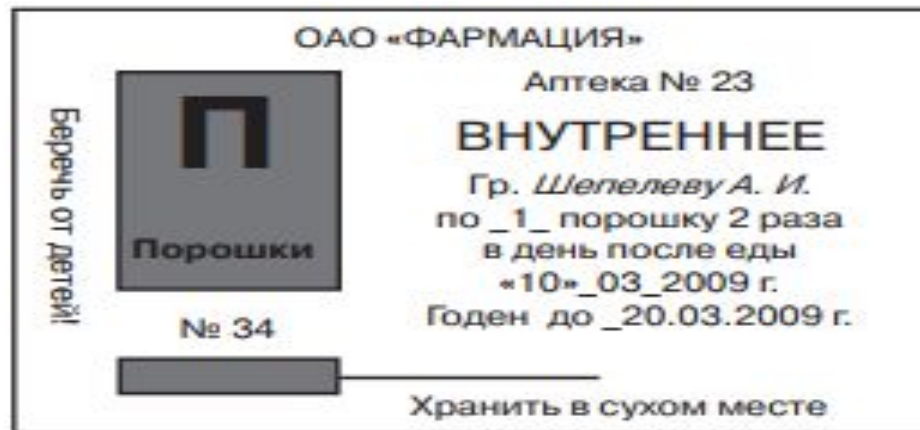 ОАО «ФАРМАЦИЯ»
Беречь от детей!
П
Порошки
№ 34
Аптека № 23
ВНУТРЕННЕЕ
Гр. Шепелеву А. И.
по _1_ порошку 2 раза
в день после еды
«10»_03_2009 г.
Годен до _20.03.2009 г.
Хранить в сухом месте